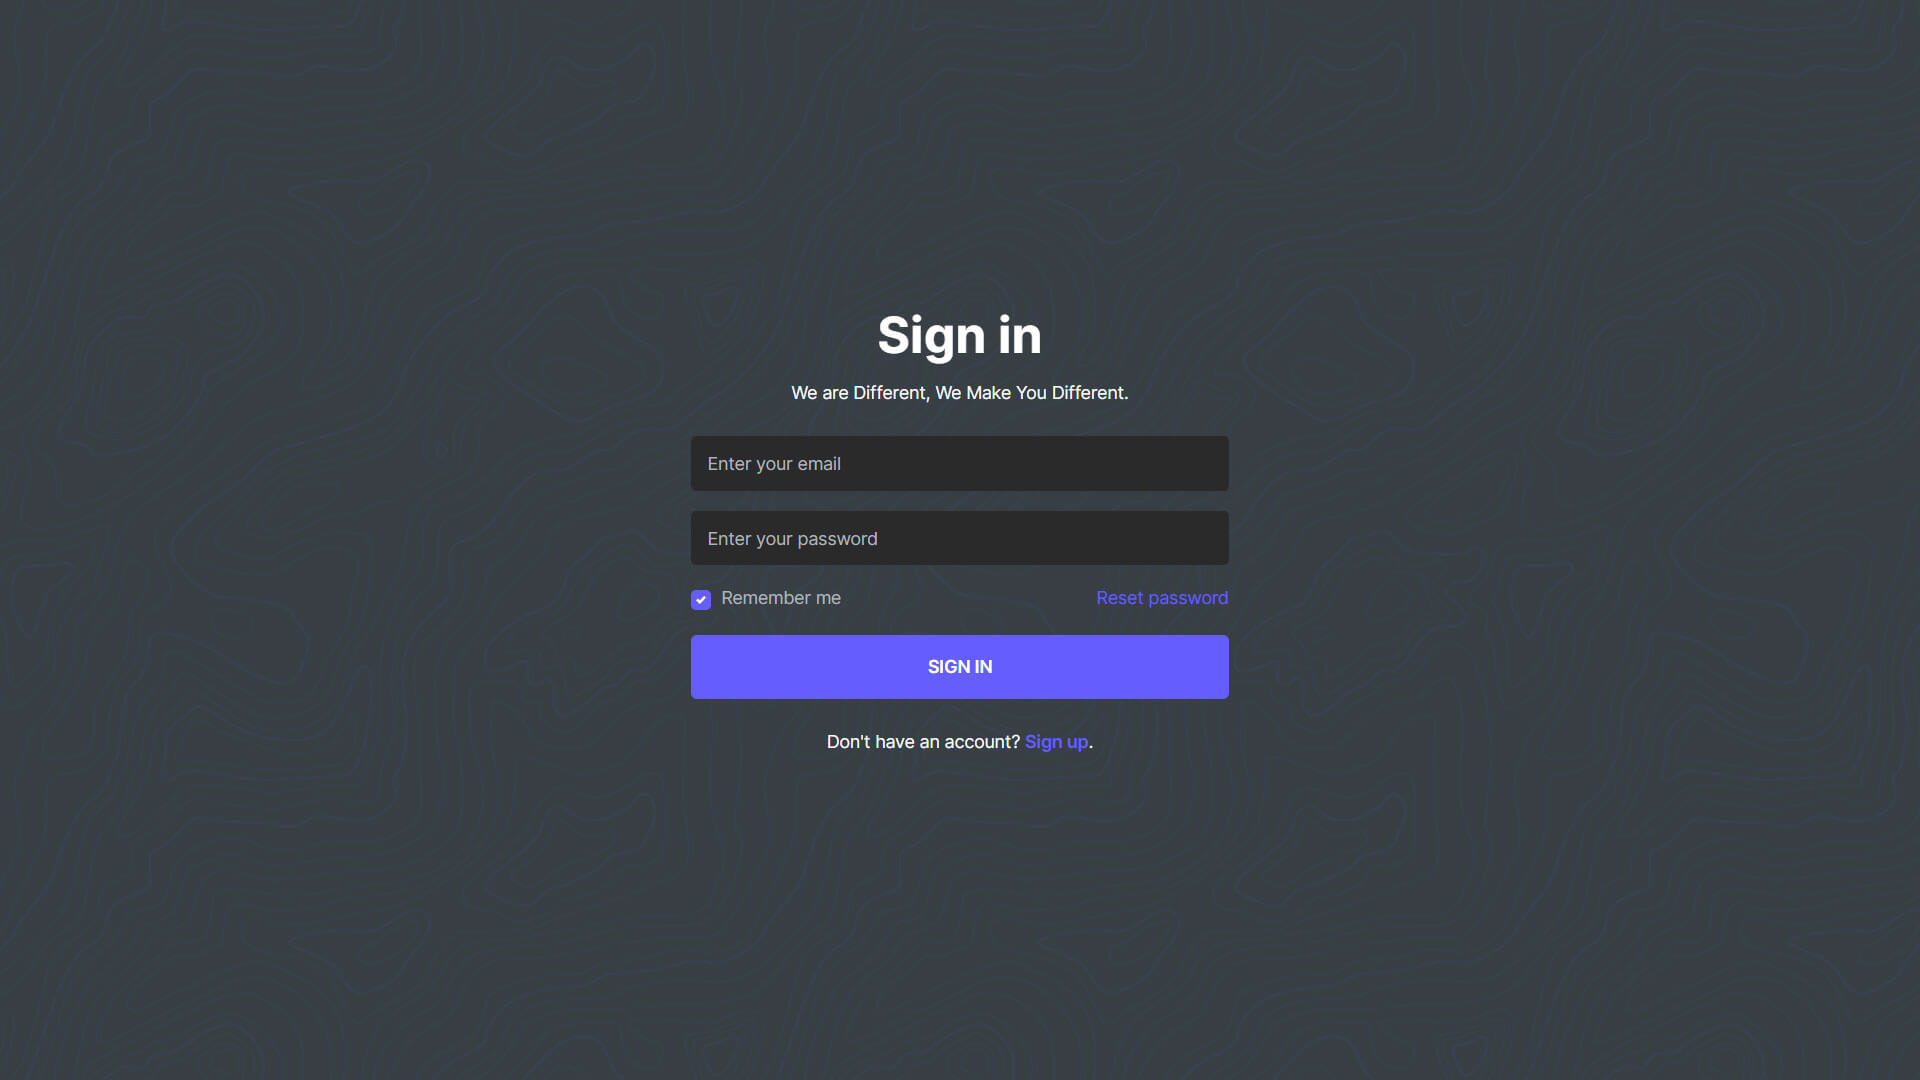 Sign in
We are Different, We Make You Different.
Enter your email
Enter your password
Remember me Reset password
SIGN IN
Don't have an account? Sign up.